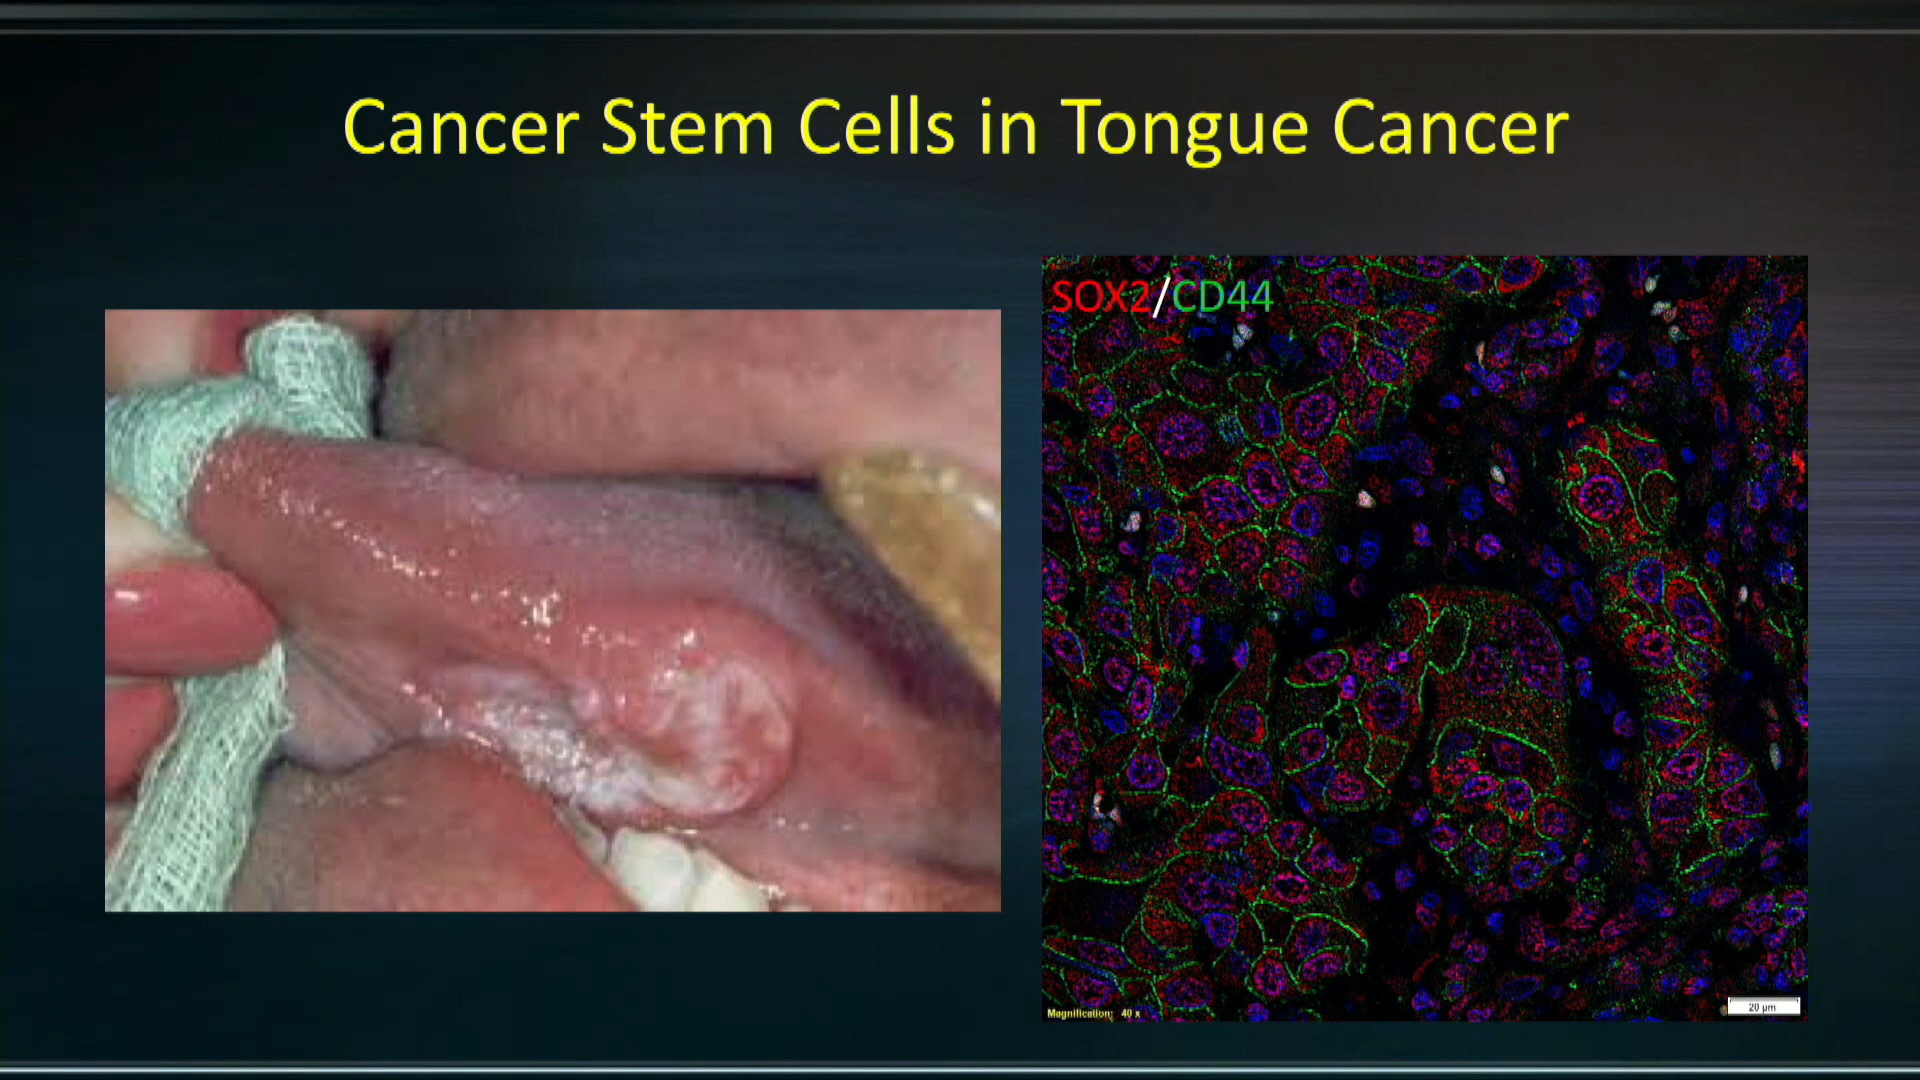 Cancer Stem Cells in Tongue Cancer
SOX2/CD44
Magnification: 40 x
20 µm